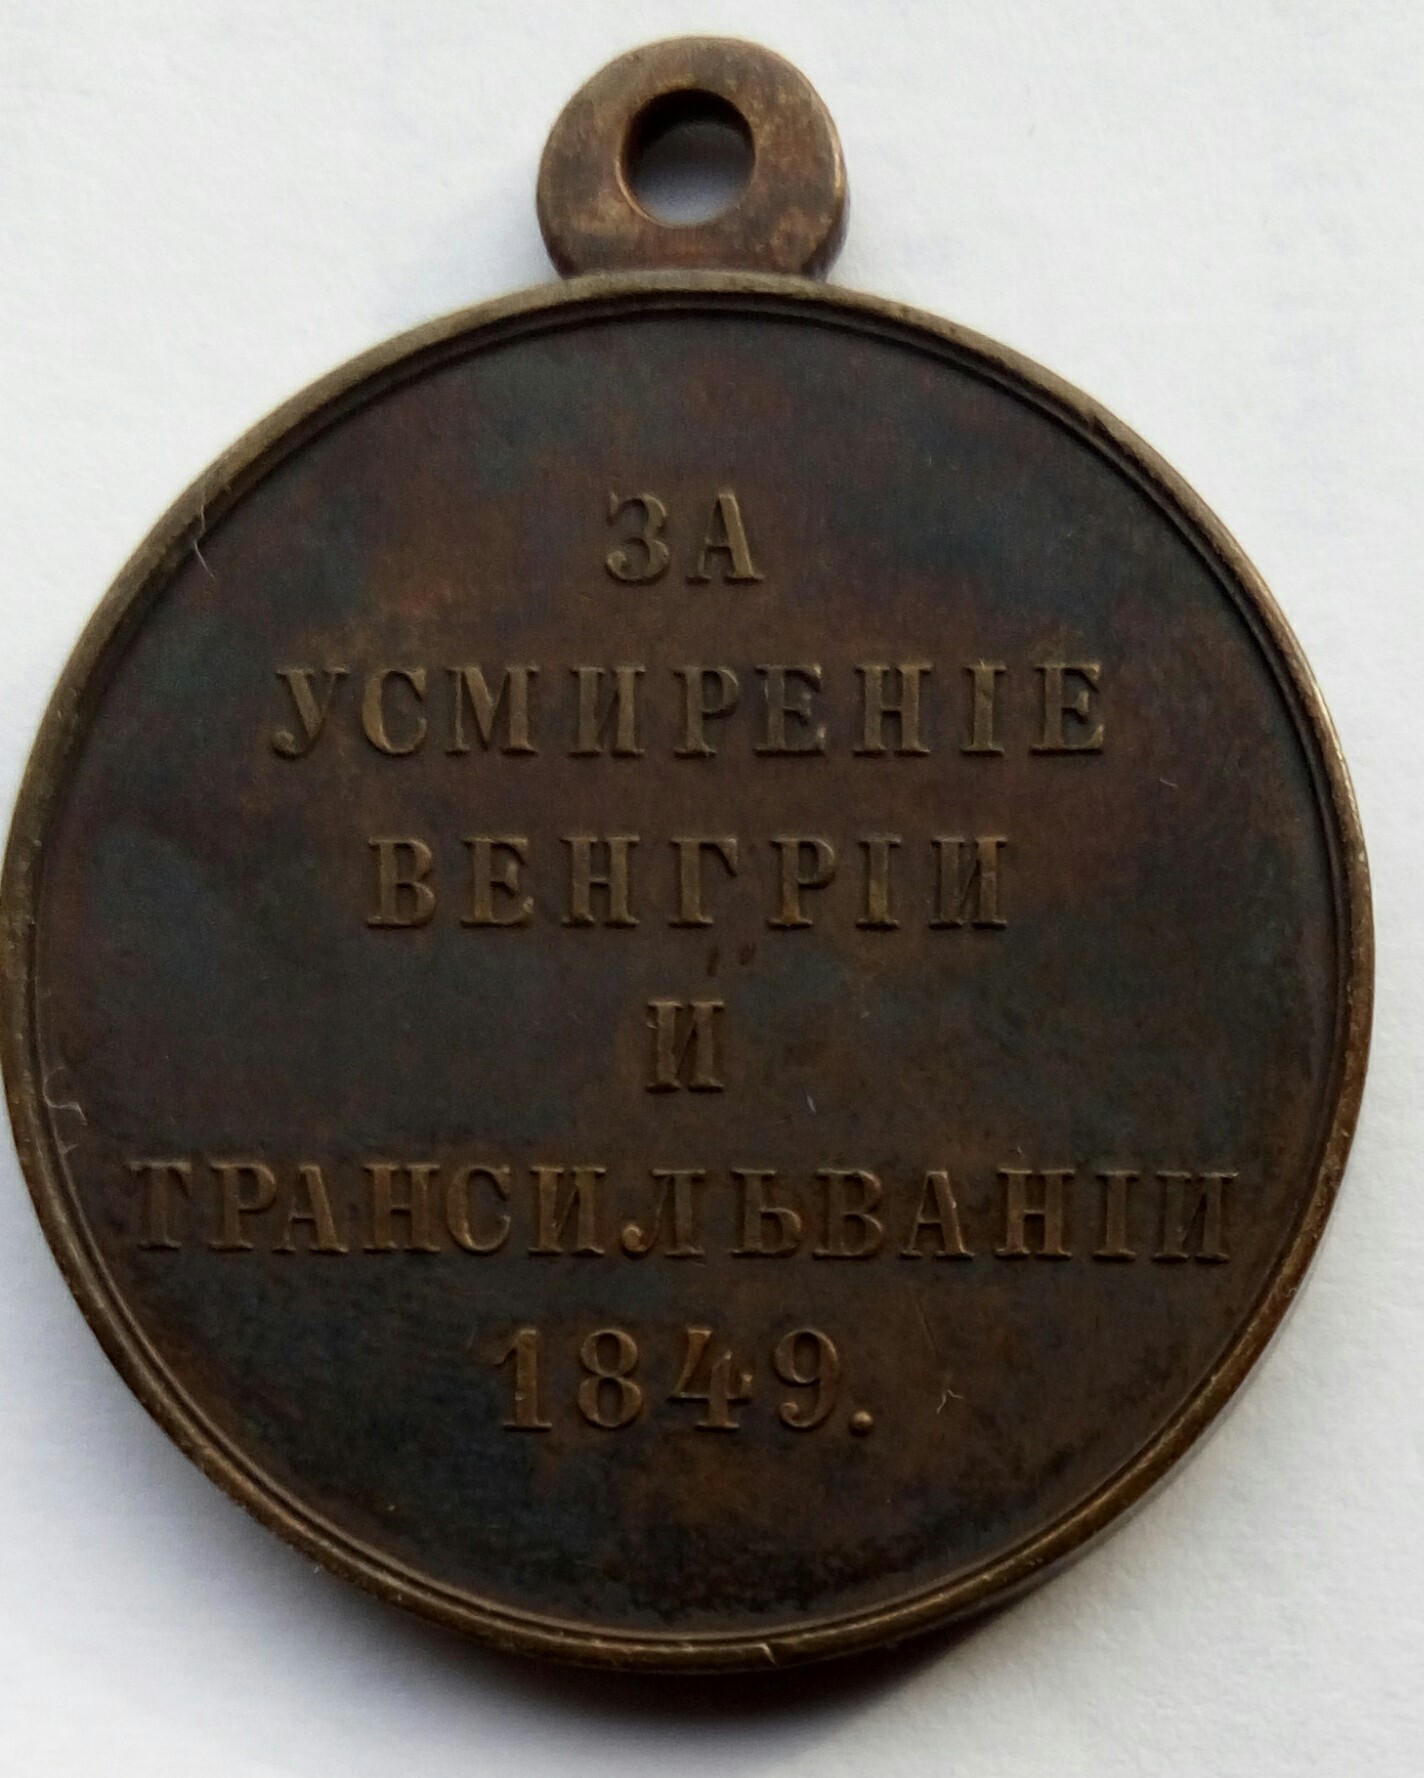 ЗА
УСМИРЕНІЕ
ВЕНГРІИ
И
ТРАНСИЛЬВАНІИ
1849.